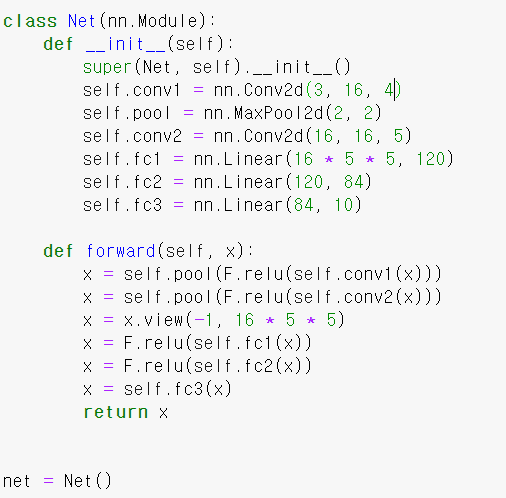 class Net(nn.Module):
    def __init__(self):
        super(Net, self).__init__()
        self.conv1 = nn.Conv2d(3, 16, 4)
        self.pool = nn.MaxPool2d(2, 2)
        self.conv2 = nn.Conv2d(16, 16, 5)
        self.fc1 = nn.Linear(16 * 5 * 5, 120)
        self.fc2 = nn.Linear(120, 84)
        self.fc3 = nn.Linear(84, 10)

    def forward(self, x):
        x = self.pool(F.relu(self.conv1(x)))
        x = self.pool(F.relu(self.conv2(x)))
        x = x.view(-1, 16 * 5 * 5)
        x = F.relu(self.fc1(x))
        x = F.relu(self.fc2(x))
        x = self.fc3(x)
        return x


net = Net()